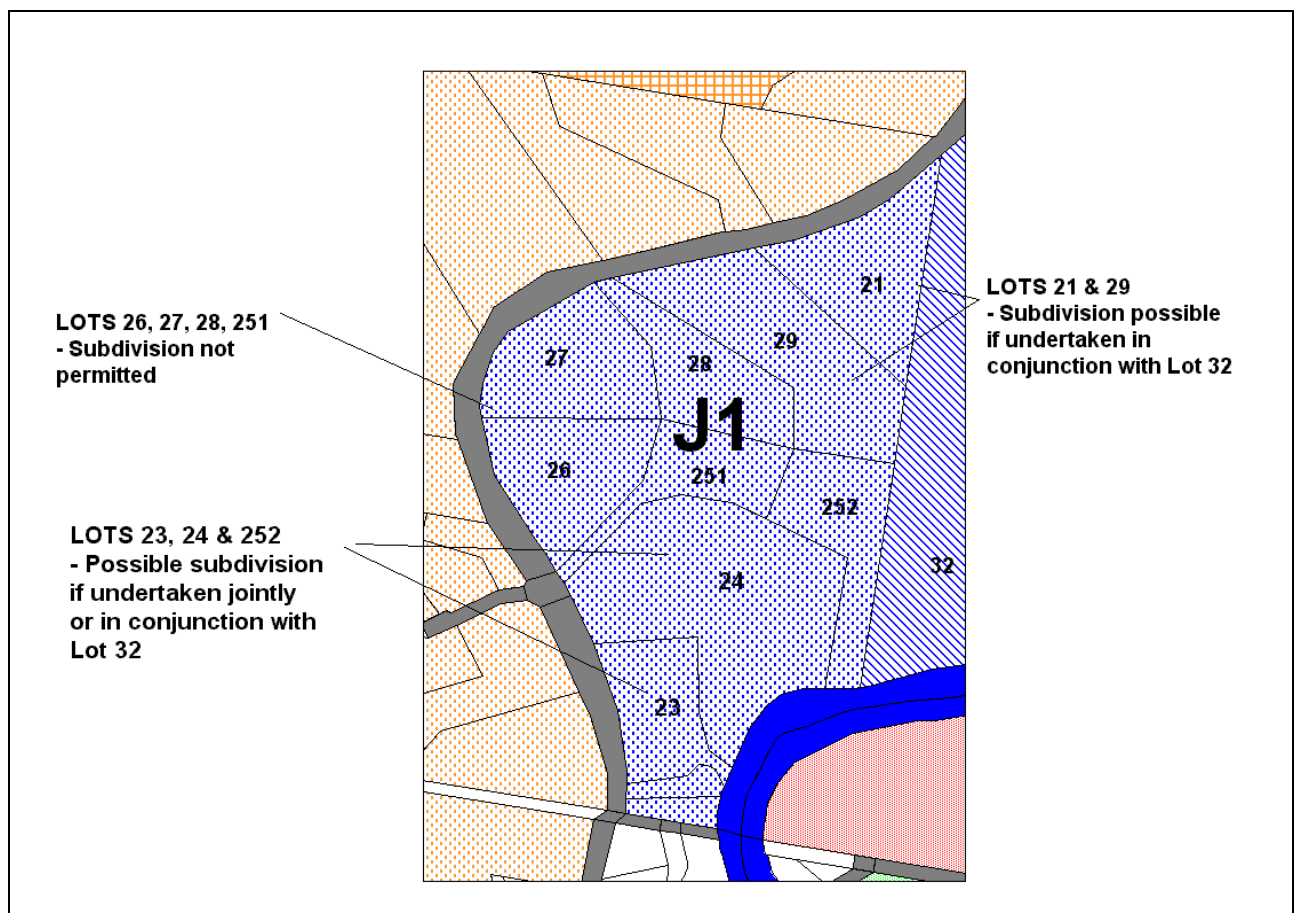 LOTS 26, 27, 28, 251
- Subdivision not
permitted
LOTS 23, 24 & 252
- Possible subdivision
if undertaken jointly
or in conjunction with
Lot 32
21
29
27
28
J1
26
251
252
24
32
23
LOTS 21 & 29
- Subdivision possible
if undertaken in
conjunction with Lot 32